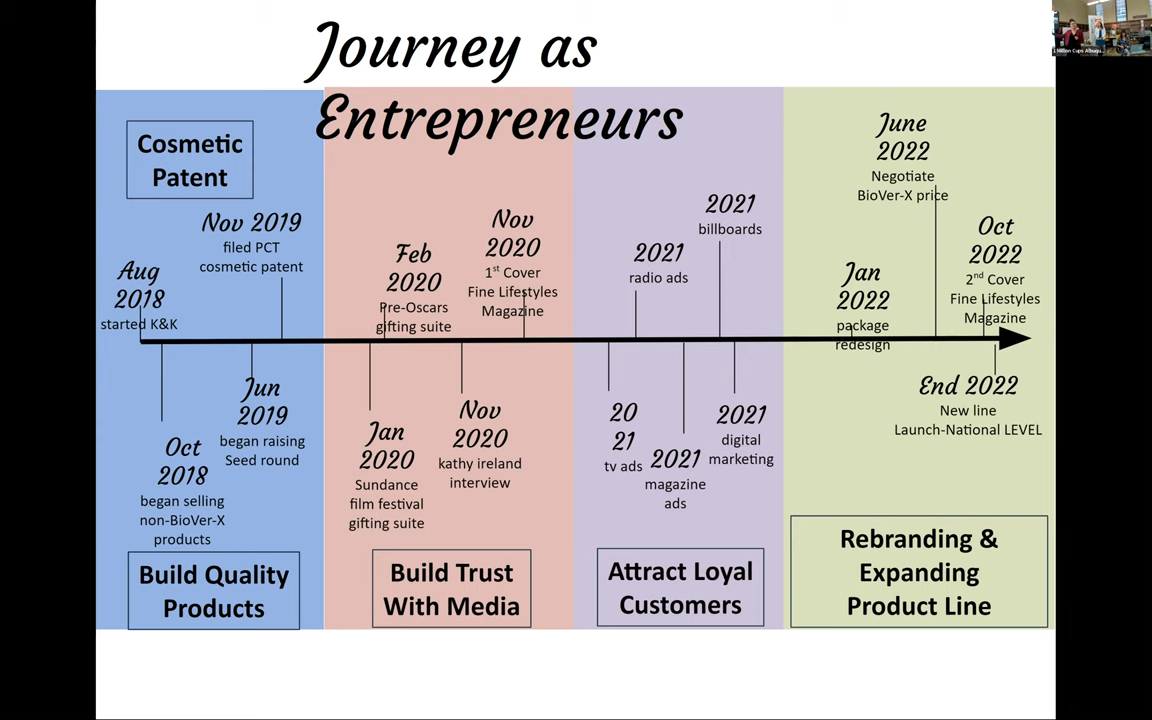 Journey as
Entrepreneurs
Cosmetic
Patent
Nov 2019
filed PCT
cosmetic patent
Aug
2018
started K&K
Oct
2018
began selling
non-BioVer-X
products
Jun
2019
began raising
Seed round
Build Quality
Products
Feb
2020
Pre-Oscars
gifting suite
Nov
2020
1st Cover
Fine Lifestyles
Magazine
Jan
2020
Sundance
film festival
gifting suite
Nov
2020
kathy ireland
interview
Build Trust
With Media
2021
radio ads
2021
billboards
20
21
tv ads
2021
magazine
ads
2021
digital
marketing
Attract Loyal
Customers
June
2022
Negotiate
BioVer-X price
Jan
2022
package
redesign
Oct
2022
2nd Cover
Fine Lifestyles
Magazine
End 2022
New line
Launch-National LEVEL
Rebranding &
Expanding
Product Line
1 Million Cups Albuqu...